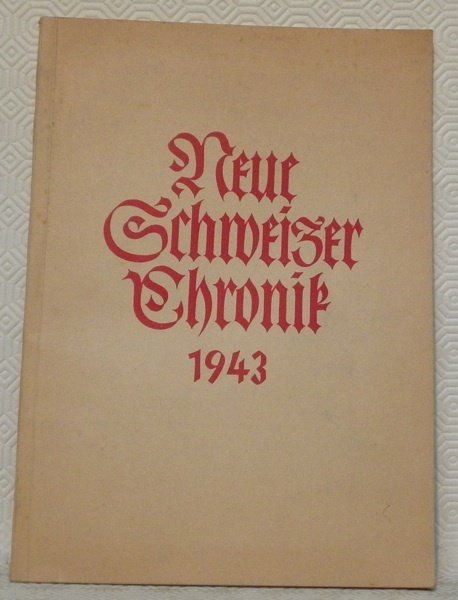 Neue
Schweizer
Chronik
1943